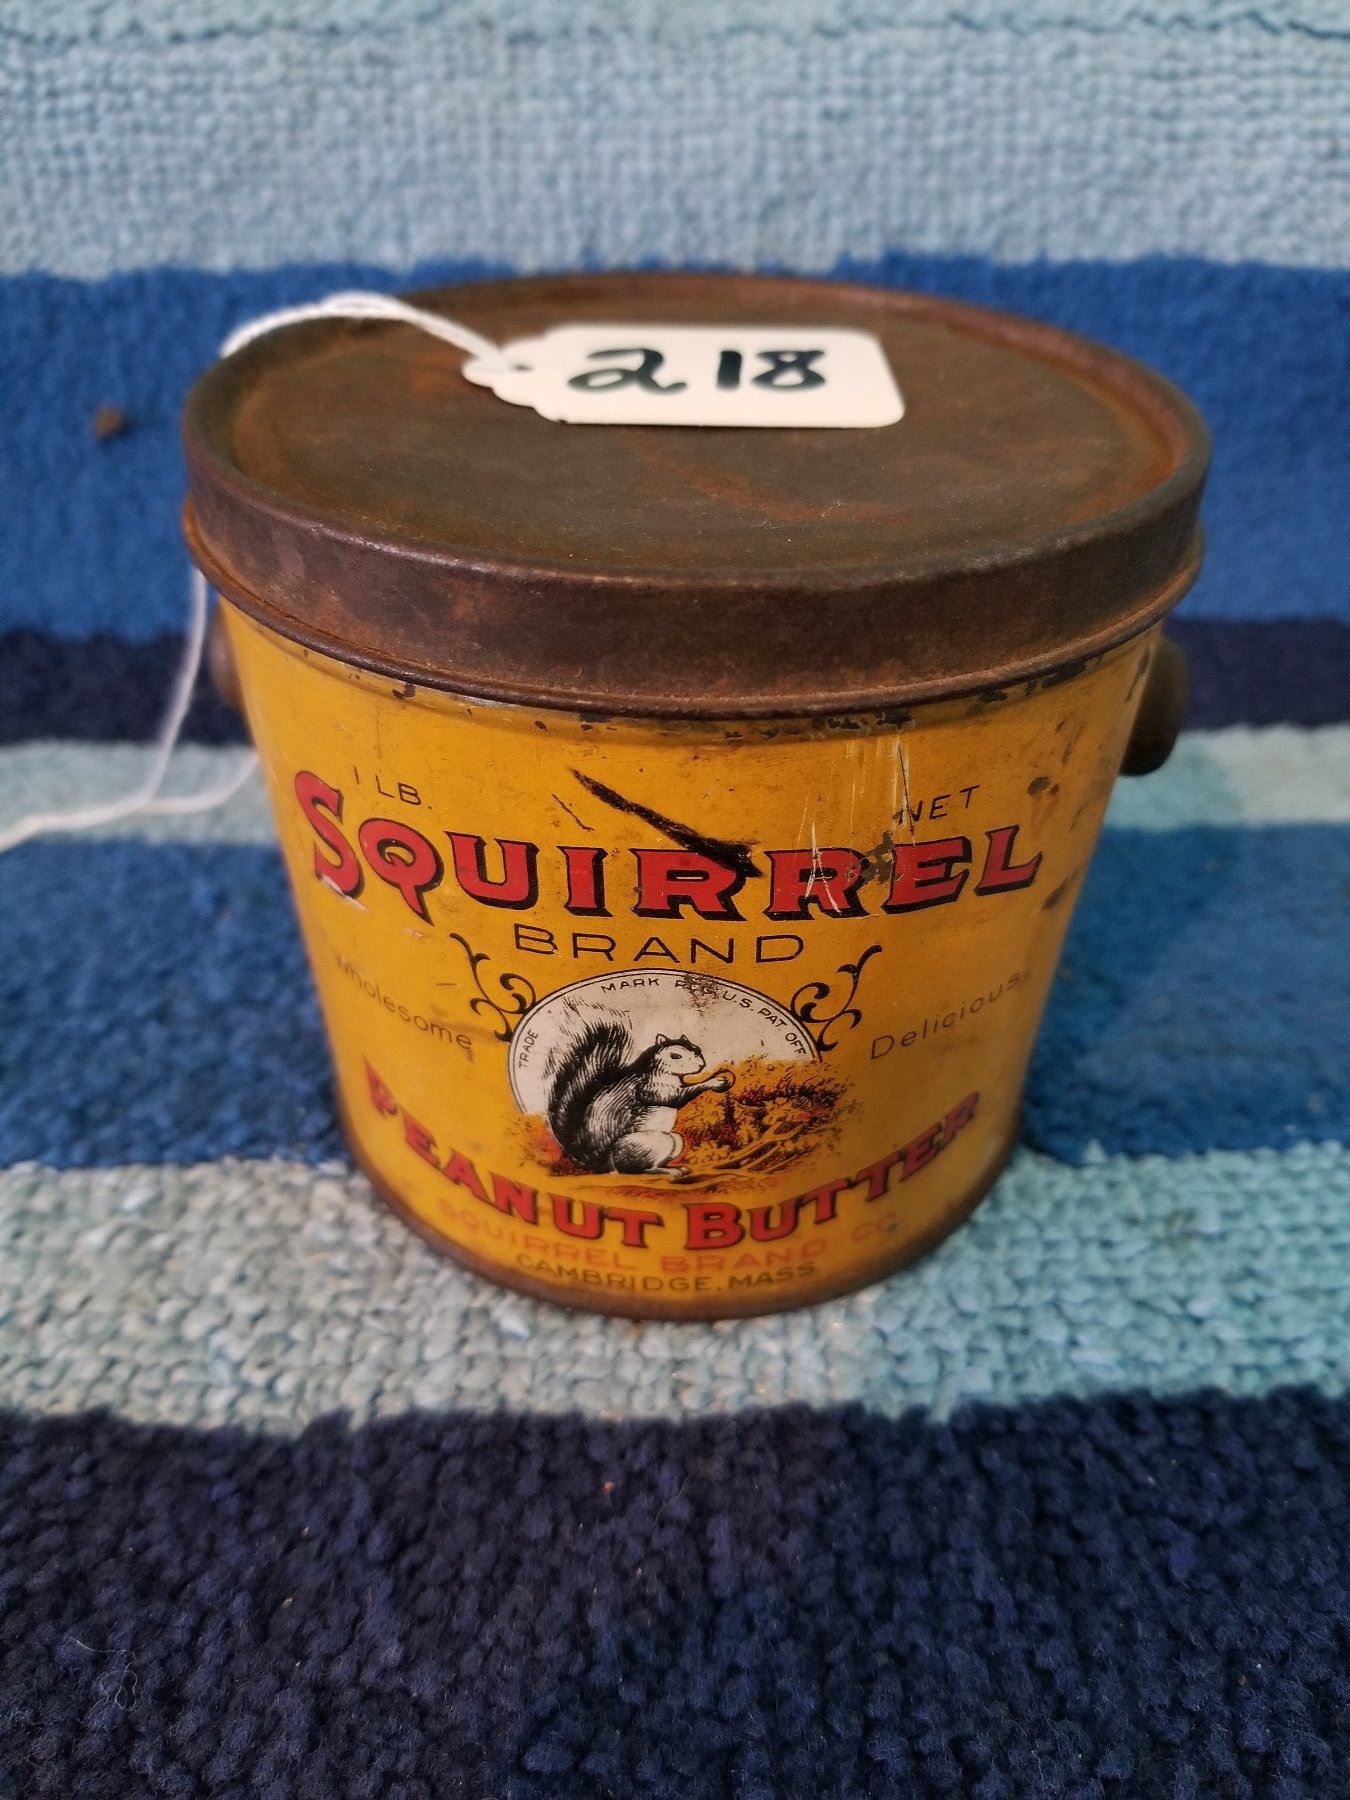 218
1 LB. NET
SQUIRREL
BRAND
TRADE MARK REG. U.S. PAT. OFF.
Wholesome Delicious
PEANUT BUTTER
SQUIRREL BRAND CO.
CAMBRIDGE, MASS